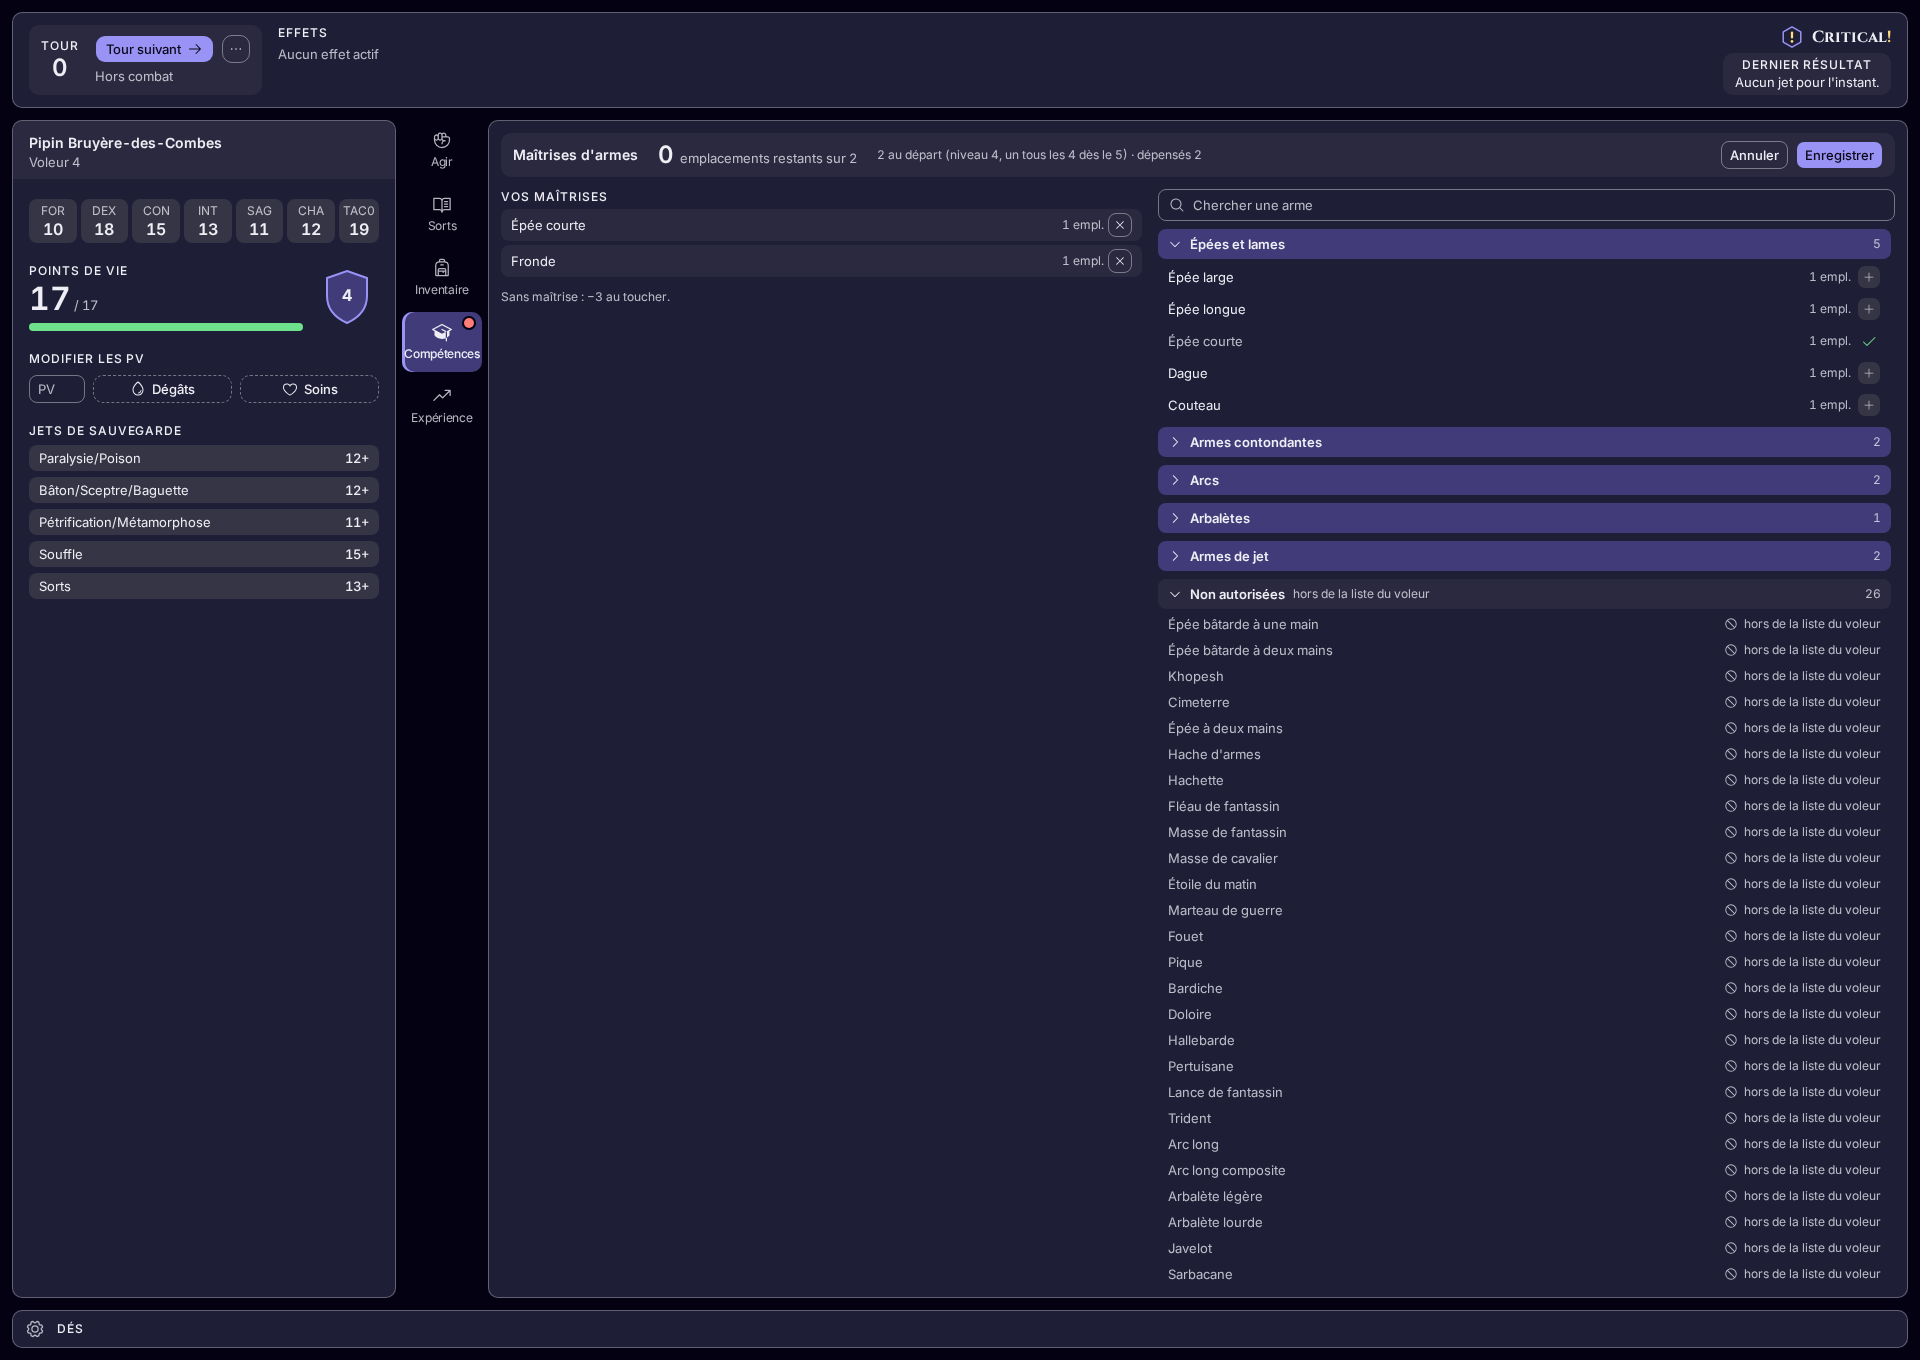 TOUR
0
Tour suivant
Hors combat
EFFETS
Aucun effet actif
Critical!
DERNIER RÉSULTAT
Aucun jet pour l'instant.
Pipin Bruyère-des-Combes
Voleur 4
FOR 10
DEX 18
CON 15
INT 13
SAG 11
CHA 12
TAC0 19
POINTS DE VIE
17 / 17
4
MODIFIER LES PV
PV
Dégâts
Soins
JETS DE SAUVEGARDE
Paralysie/Poison 12+
Bâton/Sceptre/Baguette 12+
Pétrification/Métamorphose 11+
Souffle 15+
Sorts 13+
Agir
Sorts
Inventaire
Compétences
Expérience
Maîtrises d'armes 0 emplacements restants sur 2 2 au départ (niveau 4, un tous les 4 dès le 5) · dépensés 2
Annuler
Enregistrer
VOS MAÎTRISES
Épée courte 1 empl.
Fronde 1 empl.
Sans maîtrise : −3 au toucher.
Chercher une arme
Épées et lames 5
Épée large 1 empl.
Épée longue 1 empl.
Épée courte 1 empl.
Dague 1 empl.
Couteau 1 empl.
Armes contondantes 2
Arcs 2
Arbalètes 1
Armes de jet 2
Non autorisées hors de la liste du voleur 26
Épée bâtarde à une main hors de la liste du voleur
Épée bâtarde à deux mains hors de la liste du voleur
Khopesh hors de la liste du voleur
Cimeterre hors de la liste du voleur
Épée à deux mains hors de la liste du voleur
Hache d'armes hors de la liste du voleur
Hachette hors de la liste du voleur
Fléau de fantassin hors de la liste du voleur
Masse de fantassin hors de la liste du voleur
Masse de cavalier hors de la liste du voleur
Étoile du matin hors de la liste du voleur
Marteau de guerre hors de la liste du voleur
Fouet hors de la liste du voleur
Pique hors de la liste du voleur
Bardiche hors de la liste du voleur
Doloire hors de la liste du voleur
Hallebarde hors de la liste du voleur
Pertuisane hors de la liste du voleur
Lance de fantassin hors de la liste du voleur
Trident hors de la liste du voleur
Arc long hors de la liste du voleur
Arc long composite hors de la liste du voleur
Arbalète légère hors de la liste du voleur
Arbalète lourde hors de la liste du voleur
Javelot hors de la liste du voleur
Sarbacane hors de la liste du voleur
DÉS